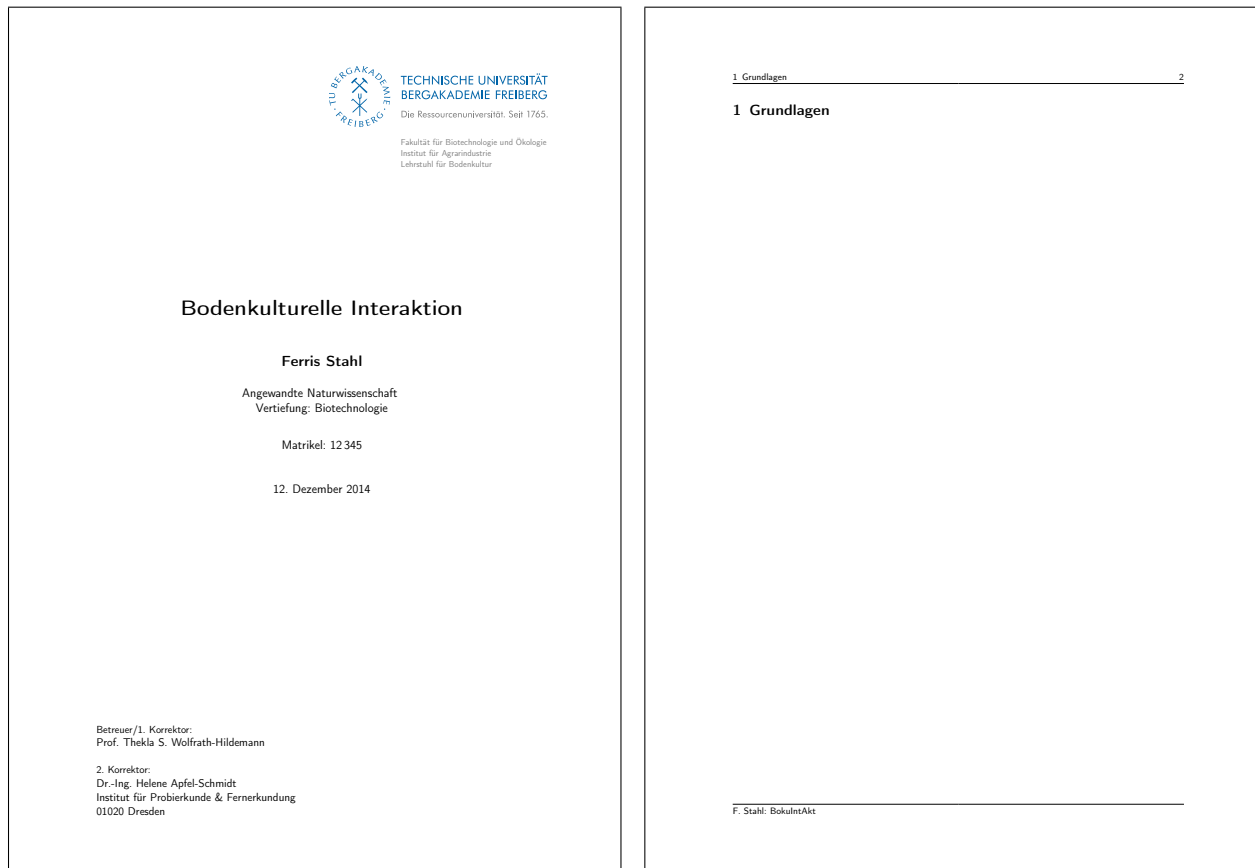 TU BERGAKADEMIE
· FREIBERG ·
TECHNISCHE UNIVERSITÄT
BERGAKADEMIE FREIBERG
Die Ressourcenuniversität. Seit 1765.
Fakultät für Biotechnologie und Ökologie
Institut für Agrarindustrie
Lehrstuhl für Bodenkultur
Bodenkulturelle Interaktion
Ferris Stahl
Angewandte Naturwissenschaft
Vertiefung: Biotechnologie
Matrikel: 12 345
12. Dezember 2014
Betreuer/1. Korrektor:
Prof. Thekla S. Wolfrath-Hildemann
2. Korrektor:
Dr.-Ing. Helene Apfel-Schmidt
Institut für Probierkunde & Fernerkundung
01020 Dresden
1 Grundlagen 2
1 Grundlagen
F. Stahl: BokuIntAkt